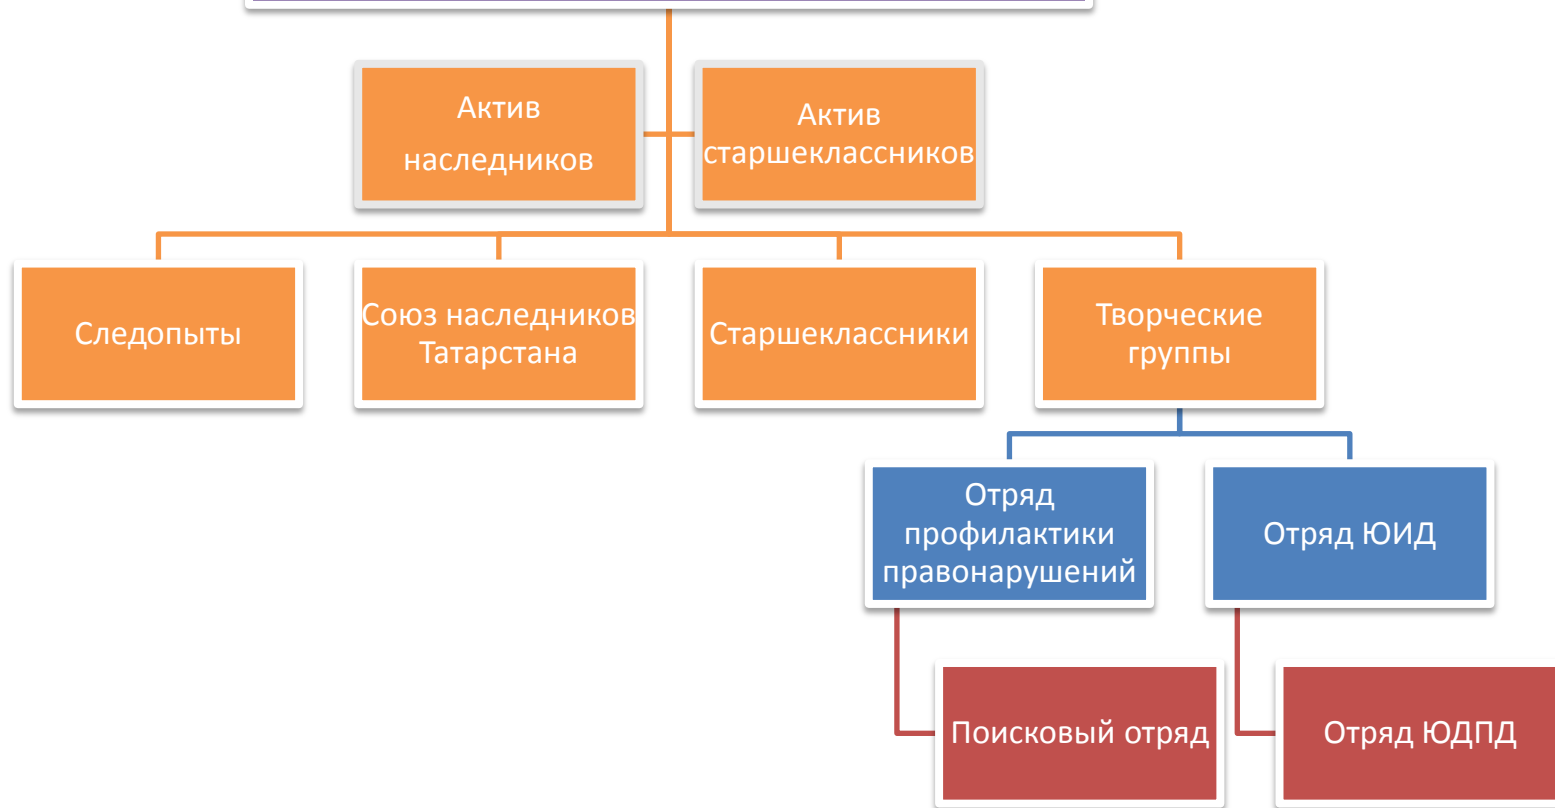 Актив
наследников
Актив
старшеклассников
Следопыты
Союз наследников
Татарстана
Старшеклассники
Творческие
группы
Отряд
профилактики
правонарушений
Отряд ЮИД
Поисковый отряд
Отряд ЮДПД